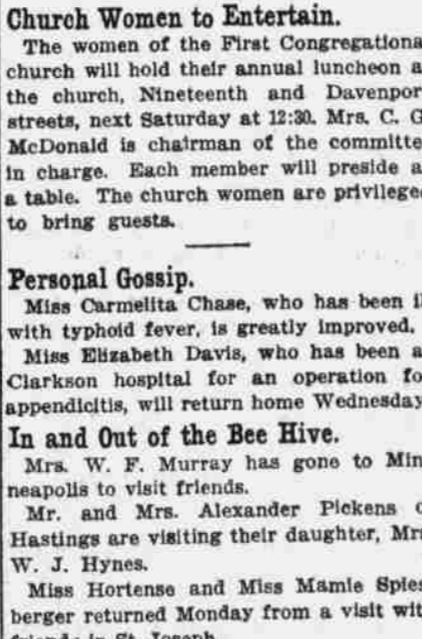 Church Women to Entertain.
The women of the First Congregationa
church will hold their annual luncheon a
the church, Nineteenth and Davenpor
streets, next Saturday at 12:30. Mrs. C. G
McDonald is chairman of the committe
in charge. Each member will preside a
a table. The church women are privilege
to bring guests.
Personal Gossip.
Miss Carmelita Chase, who has been il
with typhoid fever, is greatly improved.
Miss Elizabeth Davis, who has been a
Clarkson hospital for an operation fo
appendicitis, will return home Wednesday
In and Out of the Bee Hive.
Mrs. W. F. Murray has gone to Min
neapolis to visit friends.
Mr. and Mrs. Alexander Pickens o
Hastings are visiting their daughter, Mrs
W. J. Hynes.
Miss Hortense and Miss Mamie Spies
berger returned Monday from a visit wit
friends in St. Joseph.